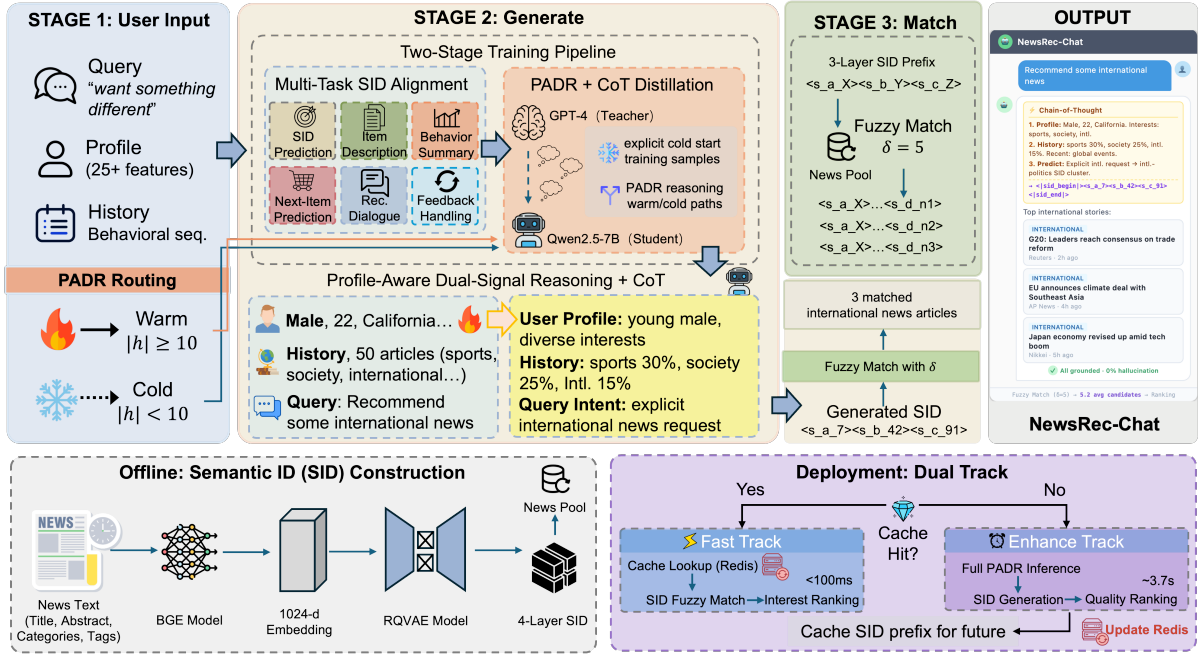 STAGE 1: User Input
Query
“want something
different”
Profile
(25+ features)
History
Behavioral seq.
PADR Routing
Warm
|h| ≥ 10
Cold
|h| < 10
STAGE 2: Generate
Two-Stage Training Pipeline
Multi-Task SID Alignment
SID
Prediction
Item
Description
Behavior
Summary
Next-Item
Prediction
Rec.
Dialogue
Feedback
Handling
PADR + CoT Distillation
GPT-4（Teacher）
explicit cold start
training samples
PADR reasoning
warm/cold paths
Qwen2.5-7B（Student）
Profile-Aware Dual-Signal Reasoning + CoT
Male, 22, California…
History, 50 articles (sports,
society, international…)
Query: Recommend
some international news
User Profile: young male,
diverse interests
History: sports 30%, society
25%, Intl. 15%
Query Intent: explicit
international news request
STAGE 3: Match
3-Layer SID Prefix
<s_a_X><s_b_Y><s_c_Z>
Fuzzy Match
δ = 5
News Pool
<s_a_X>…<s_d_n1>
<s_a_X>…<s_d_n2>
<s_a_X>…<s_d_n3>
3 matched
international news articles
Fuzzy Match with δ
Generated SID
<s_a_7><s_b_42><s_c_91>
OUTPUT
NewsRec-Chat
Recommend some international
news
Chain-of-Thought
1. Profile: Male, 22, California. Interests:
sports, society, intl.
2. History: sports 30%, society 25%, intl.
15%. Recent: global events.
3. Predict: Explicit intl. request → intl.-
politics SID cluster.
→ <|sid_begin|><s_a_7><s_b_42><s_c_91>
<|sid_end|>
Top international stories:
INTERNATIONAL
G20: Leaders reach consensus on trade
reform
Reuters · 2h ago
INTERNATIONAL
EU announces climate deal with
Southeast Asia
AP News · 4h ago
INTERNATIONAL
Japan economy revised up amid tech
boom
Nikkei · 5h ago
All grounded · 0% hallucination
Fuzzy Match (δ=5) → 5.2 avg candidates → Ranking
NewsRec-Chat
Offline: Semantic ID (SID) Construction
NEWS
News Text
(Title, Abstract,
Categories, Tags)
BGE Model
1024-d
Embedding
RQVAE Model
News Pool
4-Layer SID
Deployment: Dual Track
Yes
No
Cache
Hit?
Fast Track
Cache Lookup (Redis)
<100ms
SID Fuzzy Match
Interest Ranking
Enhance Track
Full PADR Inference
~3.7s
SID Generation
Quality Ranking
Cache SID prefix for future
Update Redis